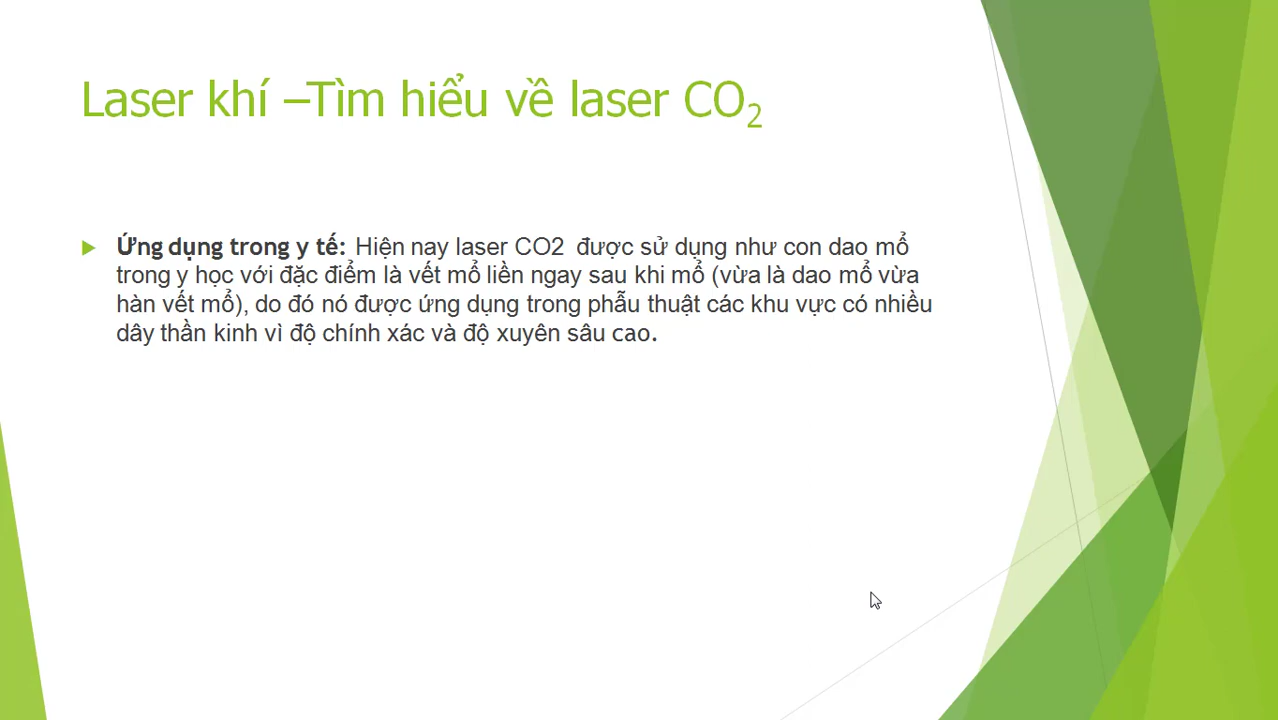 Laser khí –Tìm hiểu về laser CO₂
Ứng dụng trong y tế: Hiện nay laser CO2 được sử dụng như con dao mổ
trong y học với đặc điểm là vết mổ liền ngay sau khi mổ (vừa là dao mổ vừa
hàn vết mổ), do đó nó được ứng dụng trong phẫu thuật các khu vực có nhiều
dây thần kinh vì độ chính xác và độ xuyên sâu cao.